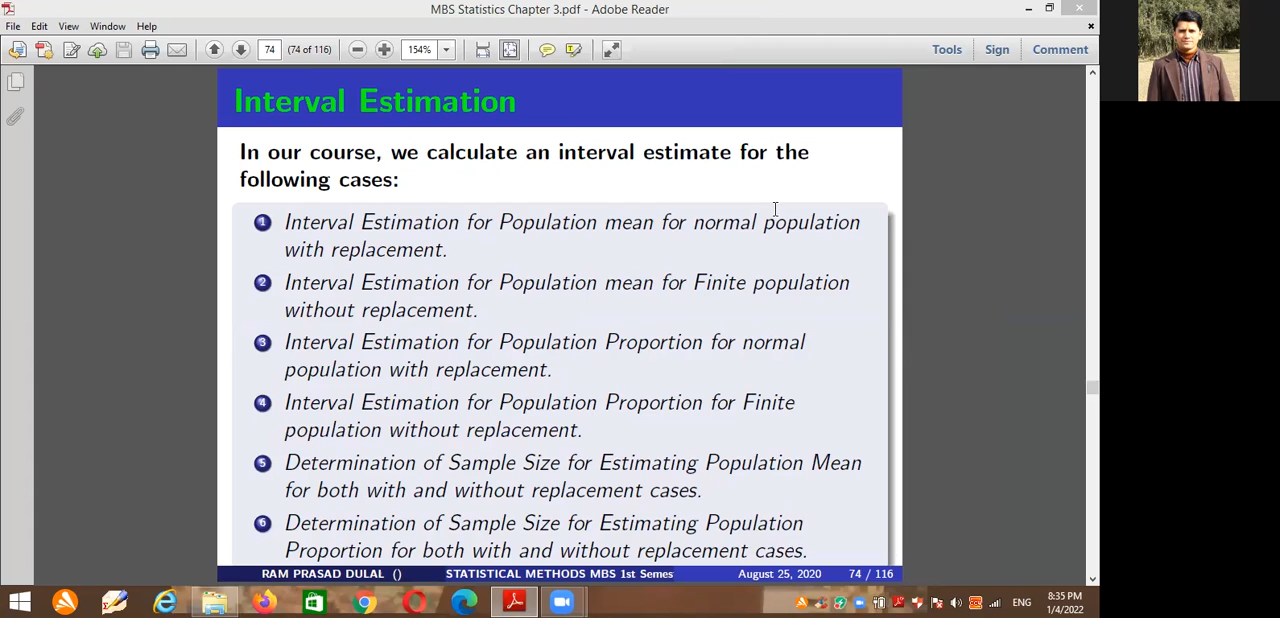 MBS Statistics Chapter 3.pdf - Adobe Reader
File Edit View Window Help
74 (74 of 116) 154% Tools Sign Comment
Interval Estimation
In our course, we calculate an interval estimate for the
following cases:
1 Interval Estimation for Population mean for normal population
with replacement.
2 Interval Estimation for Population mean for Finite population
without replacement.
3 Interval Estimation for Population Proportion for normal
population with replacement.
4 Interval Estimation for Population Proportion for Finite
population without replacement.
5 Determination of Sample Size for Estimating Population Mean
for both with and without replacement cases.
6 Determination of Sample Size for Estimating Population
Proportion for both with and without replacement cases.
RAM PRASAD DULAL () STATISTICAL METHODS MBS 1st Semes August 25, 2020 74 / 116
ENG 8:35 PM
1/4/2022